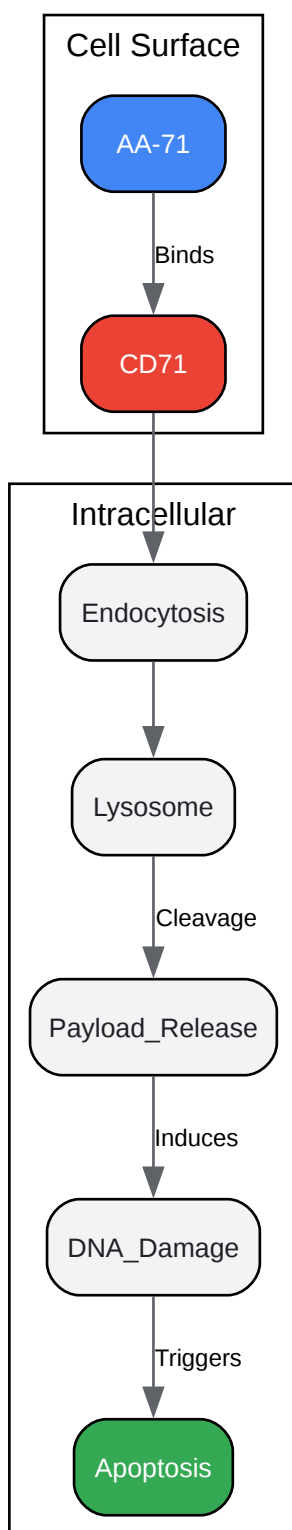 Cell Surface
AA-71
Binds
CD71
Intracellular
Endocytosis
Lysosome
Cleavage
Payload_Release
Induces
DNA_Damage
Triggers
Apoptosis